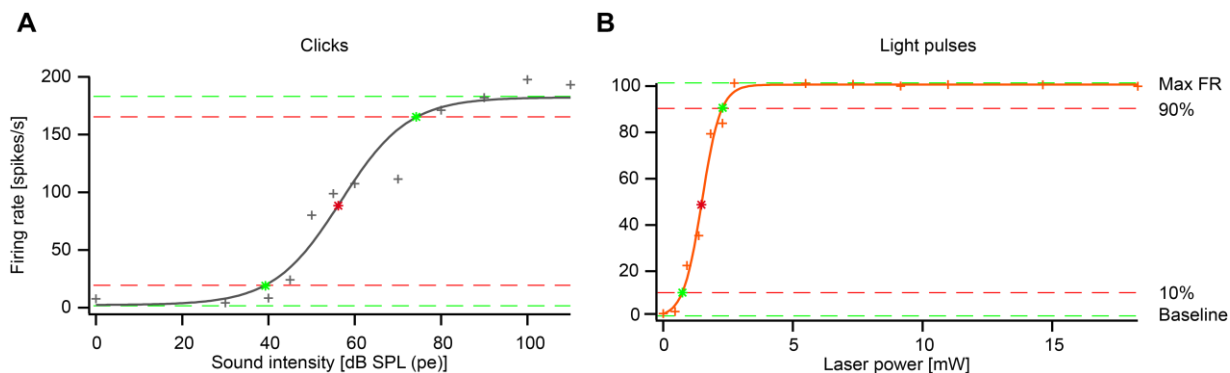 A
Clicks
Firing rate [spikes/s]
200
150
100
50
0
0 20 40 60 80 100
Sound intensity [dB SPL (pe)]
B
Light pulses
100
80
60
40
20
0
0 5 10 15
Laser power [mW]
Max FR
90%
10%
Baseline